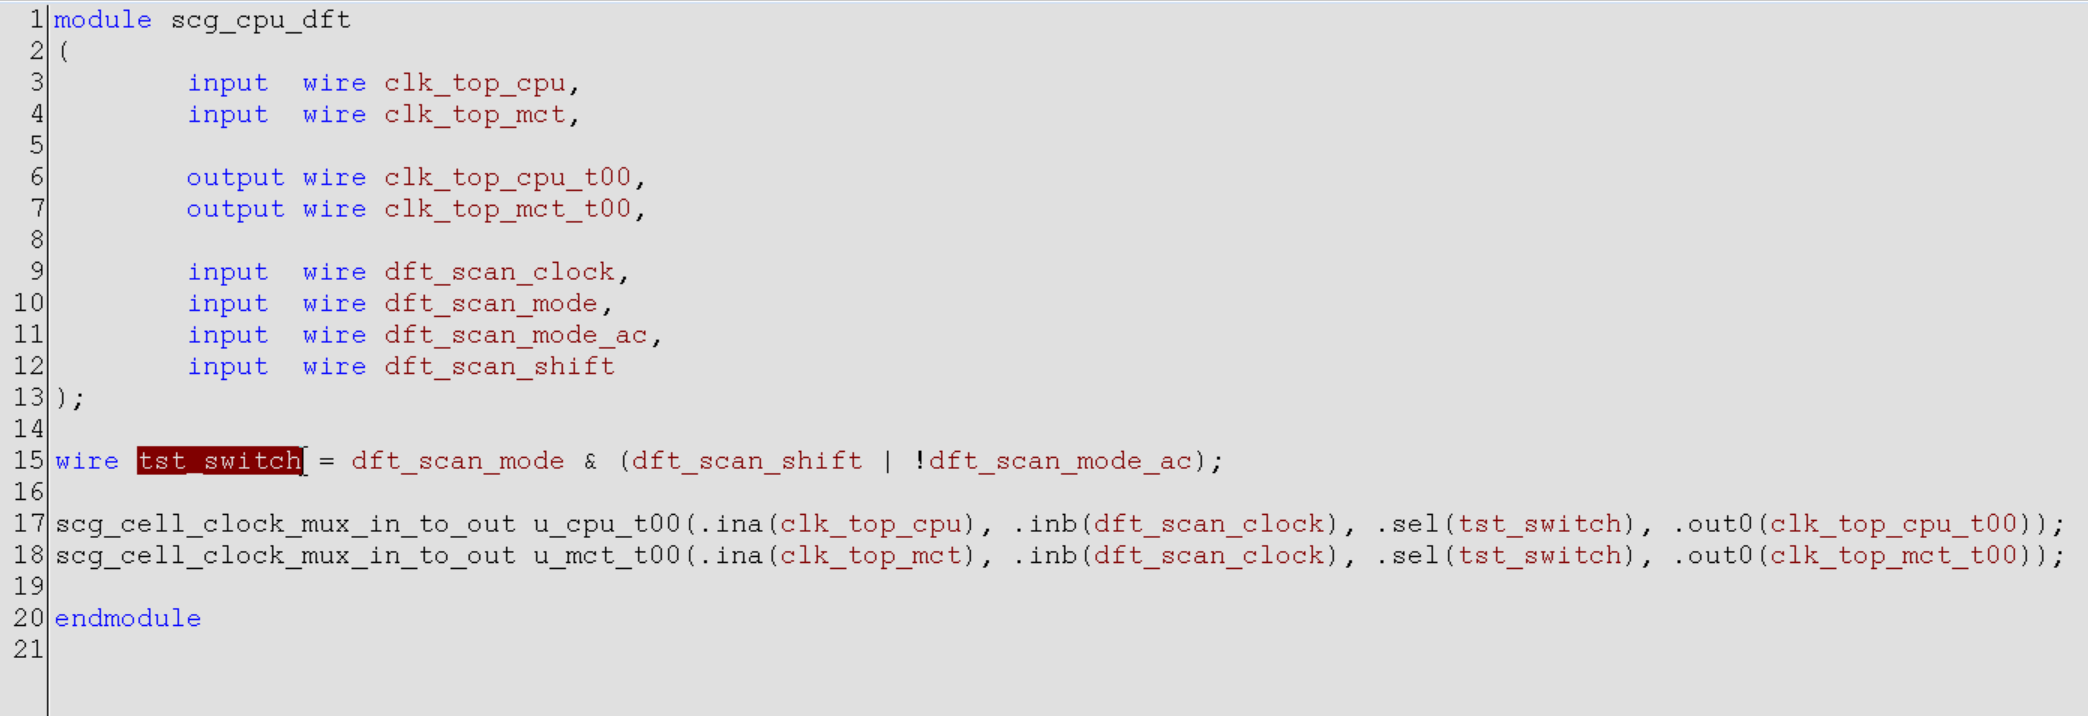 1 module scg_cpu_dft
2 (
3 input wire clk_top_cpu,
4 input wire clk_top_mct,
5
6 output wire clk_top_cpu_t00,
7 output wire clk_top_mct_t00,
8
9 input wire dft_scan_clock,
10 input wire dft_scan_mode,
11 input wire dft_scan_mode_ac,
12 input wire dft_scan_shift
13 );
14
15 wire tst_switch = dft_scan_mode & (dft_scan_shift | !dft_scan_mode_ac);
16
17 scg_cell_clock_mux_in_to_out u_cpu_t00(.ina(clk_top_cpu), .inb(dft_scan_clock), .sel(tst_switch), .out0(clk_top_cpu_t00));
18 scg_cell_clock_mux_in_to_out u_mct_t00(.ina(clk_top_mct), .inb(dft_scan_clock), .sel(tst_switch), .out0(clk_top_mct_t00));
19
20 endmodule
21